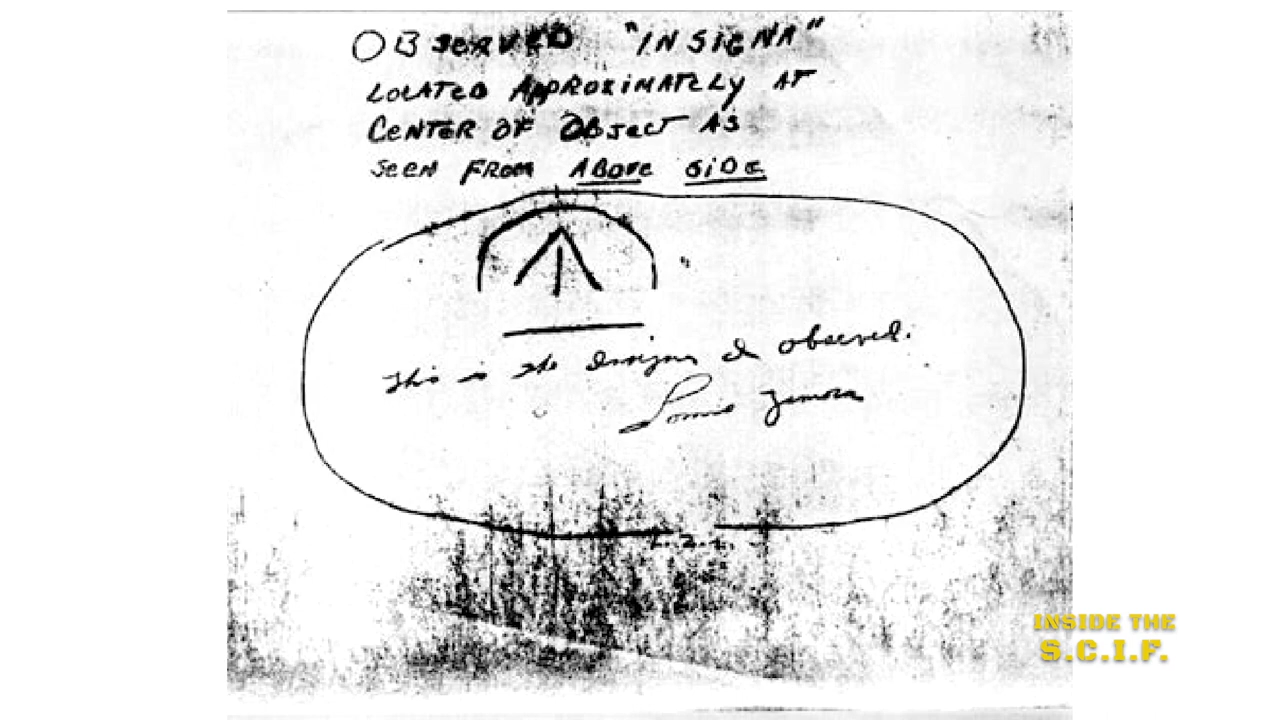 OBSERVED "INSIGNA"
LOCATED APPROXIMATELY AT
CENTER OF OBJECT AS
SEEN FROM ABOVE SIDE
This is the insign I observed.
Lonnie Zamora
L.Z.
INSIDE THE
S.C.I.F.